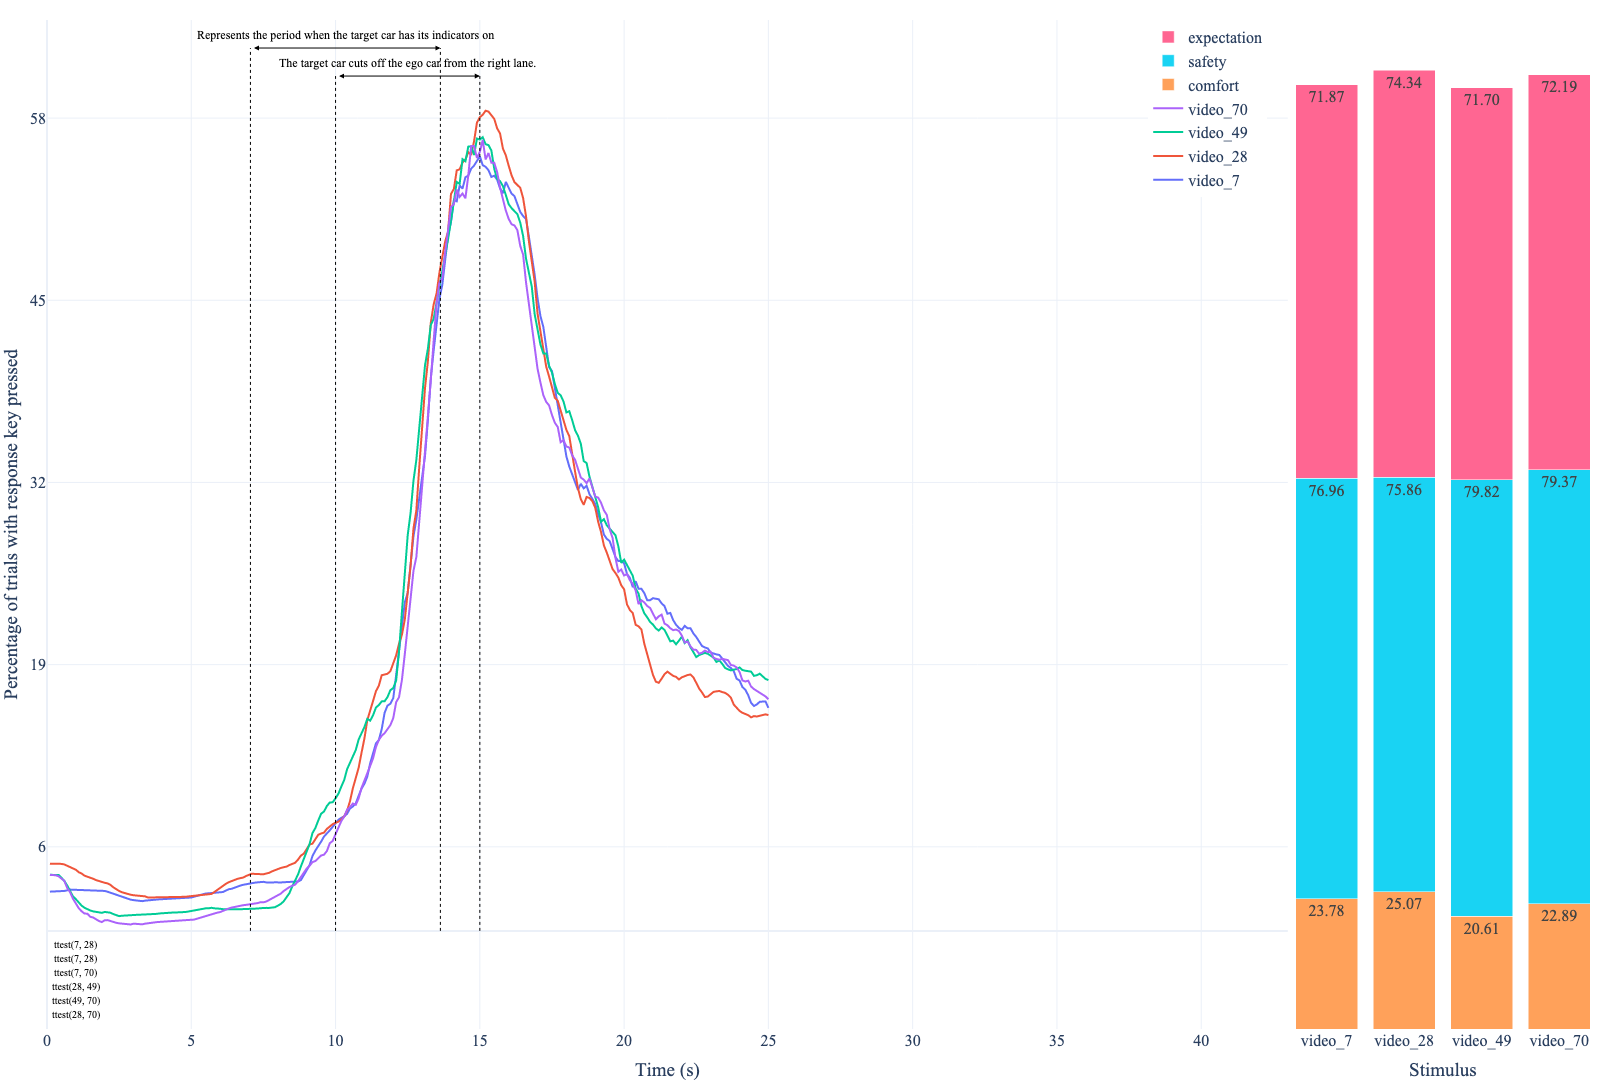 Represents the period when the target car has its indicators on
The target car cuts off the ego car from the right lane.
expectation
safety
comfort
video_70
video_49
video_28
video_7
58
45
32
19
6
Percentage of trials with response key pressed
ttest(7, 28)
ttest(7, 28)
ttest(7, 70)
ttest(28, 49)
ttest(49, 70)
ttest(28, 70)
0 5 10 15 20 25 30 35 40
Time (s)
71.87 74.34 71.70 72.19
76.96 75.86 79.82 79.37
23.78 25.07 20.61 22.89
video_7 video_28 video_49 video_70
Stimulus